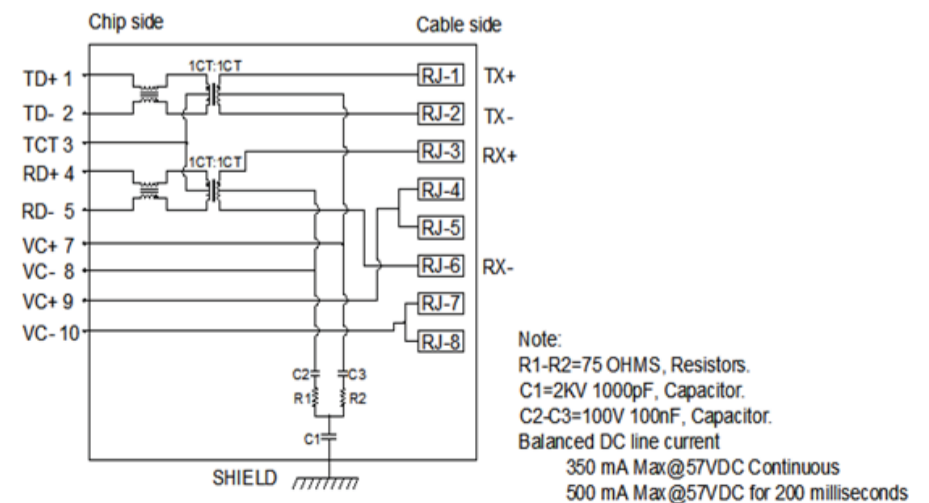 Chip side
Cable side
1CT:1CT
TD+ 1
RJ-1 TX+
TD- 2
RJ-2 TX-
TCT 3
RJ-3 RX+
1CT:1CT
RD+ 4
RJ-4
RD- 5
RJ-5
VC+ 7
RJ-6 RX-
VC- 8
VC+ 9
RJ-7
VC- 10
RJ-8
C2 C3
R1 R2
C1
SHIELD
Note:
R1-R2=75 OHMS, Resistors.
C1=2KV 1000pF, Capacitor.
C2-C3=100V 100nF, Capacitor.
Balanced DC line current
350 mA Max@57VDC Continuous
500 mA Max@57VDC for 200 milliseconds